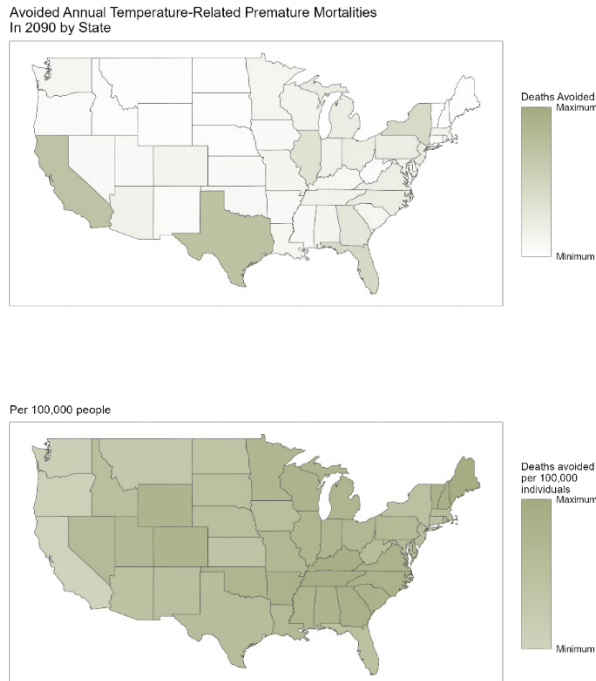 Avoided Annual Temperature-Related Premature Mortalities
In 2090 by State
Deaths Avoided
Maximum
Minimum
Per 100,000 people
Deaths avoided
per 100,000
individuals
Maximum
Minimum